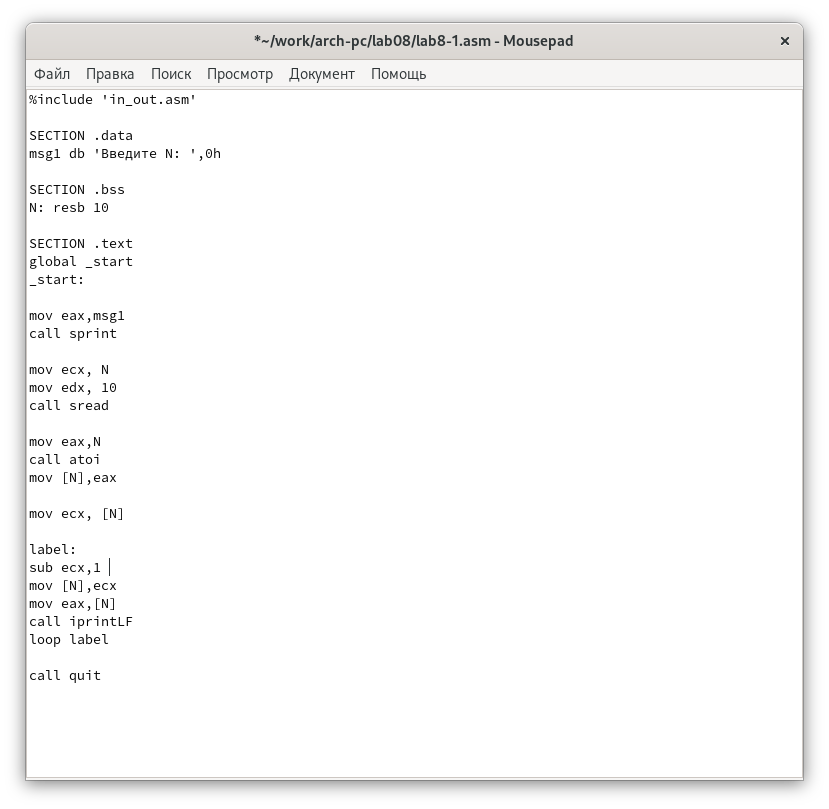 *~/work/arch-pc/lab08/lab8-1.asm - Mousepad
Файл Правка Поиск Просмотр Документ Помощь
%include 'in_out.asm'
SECTION .data
msg1 db 'Введите N: ',0h
SECTION .bss
N: resb 10
SECTION .text
global _start
_start:
mov eax,msg1
call sprint
mov ecx, N
mov edx, 10
call sread
mov eax,N
call atoi
mov [N],eax
mov ecx, [N]
label:
sub ecx,1
mov [N],ecx
mov eax,[N]
call iprintLF
loop label
call quit